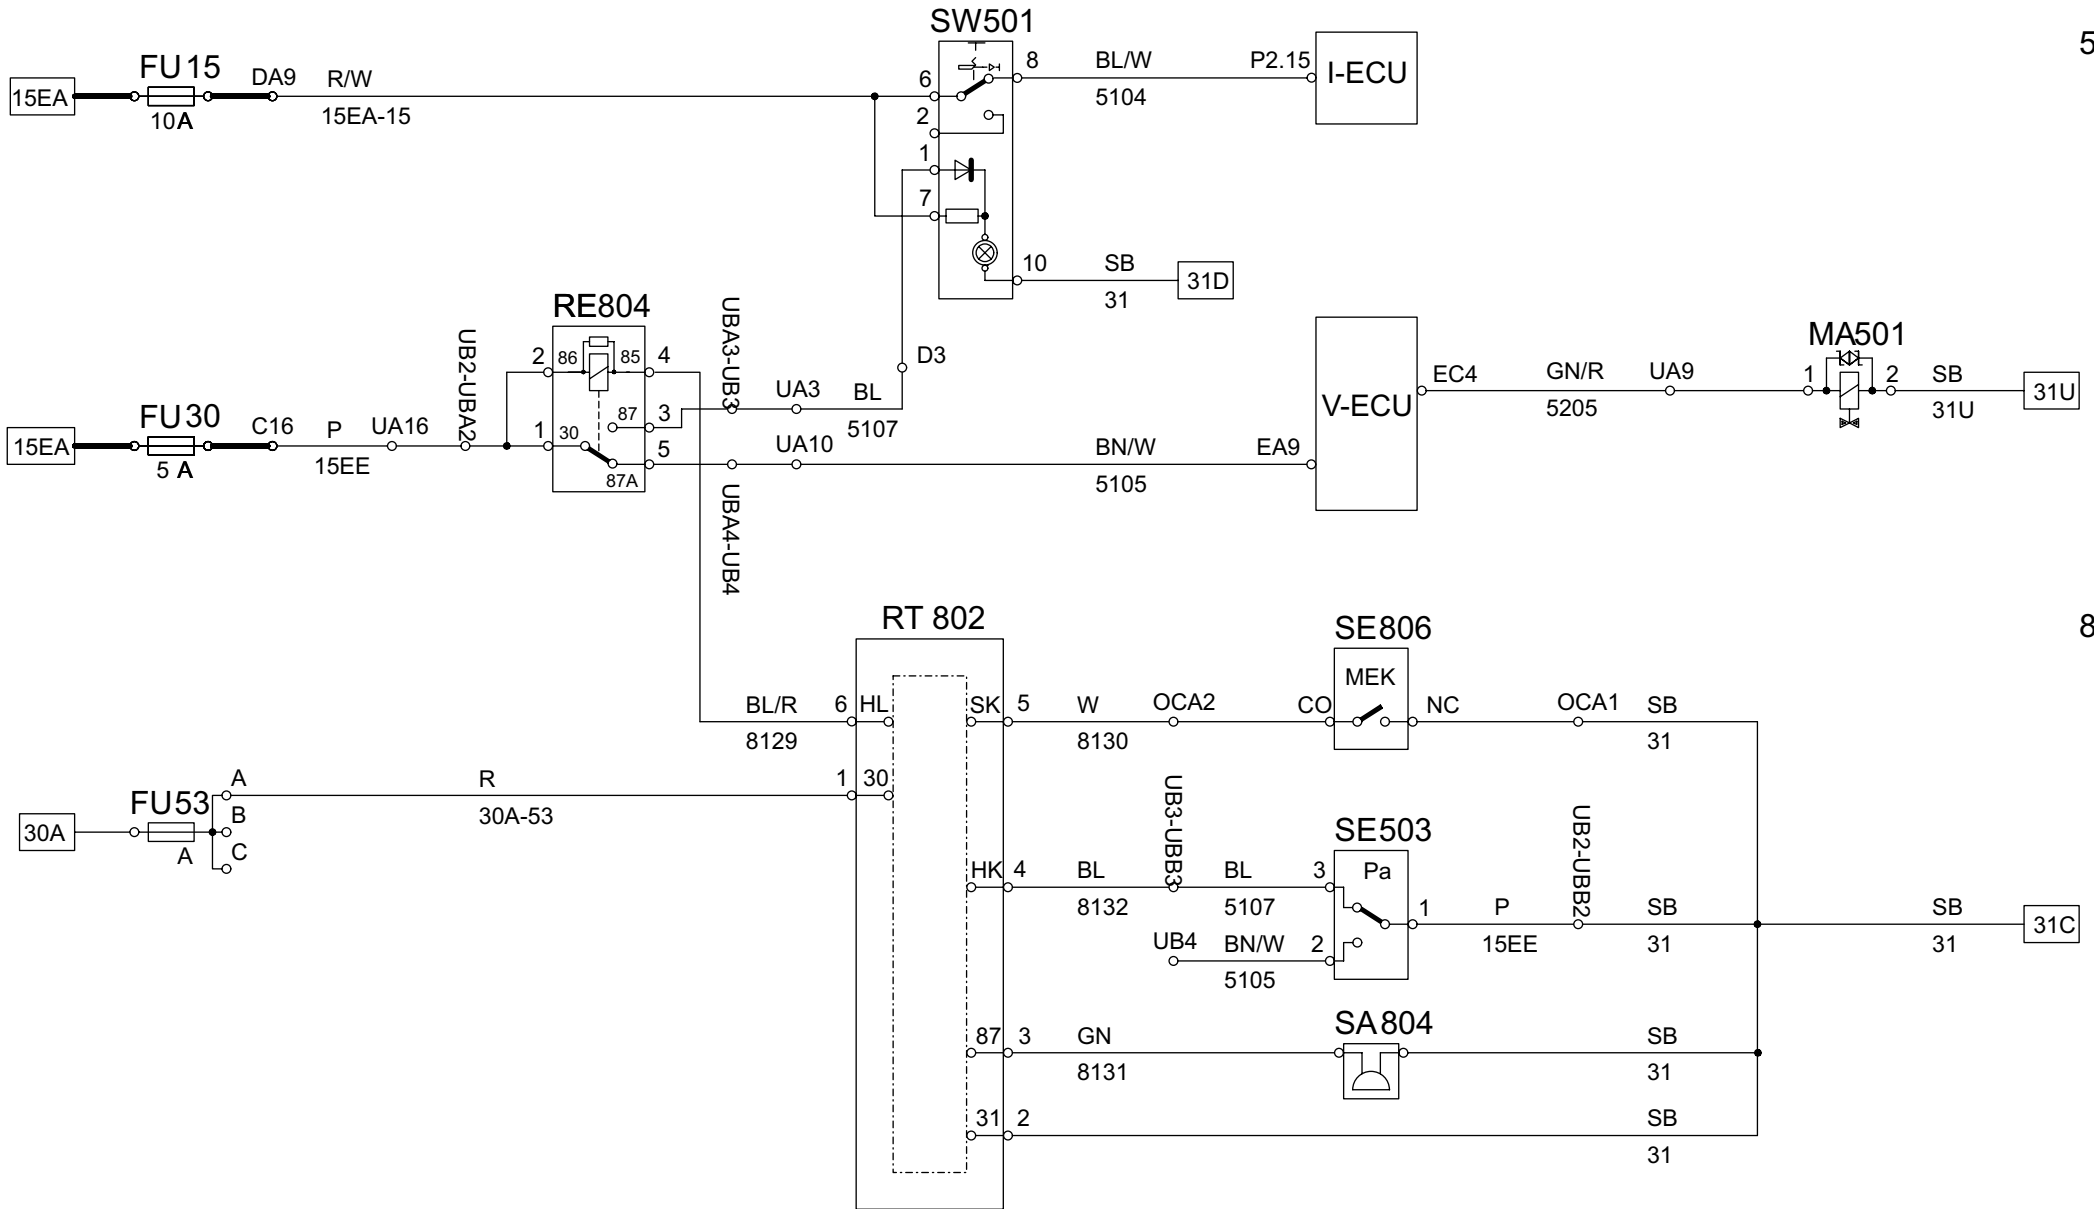 SW501
5
FU15 DA9 R/W 6 8 BL/W P2.15 I-ECU
15EA
10A 15EA-15 2 5104
1
7
10 SB 31D
31
RE804
UBA3-UB3
UB2-UBA2
2 86 85 4
D3
MA501
V-ECU EC4 GN/R UA9 1 2 SB 31U
5205 31U
FU30 C16 P UA16 1 30 87 3 UA3 BL
5107
15EA
5 A 15EE 5 UA10 BN/W EA9
87A 5105
UBA4-UB4
RT 802
SE806
8
MEK
BL/R 6 HL SK 5 W OCA2 CO NC OCA1 SB
8129 8130 31
FU53 A R 1 30
30A-53
30A B
A C
UB3-UBB3
UB2-UBB2
SE503
Pa
HK 4 BL BL 3
8132 5107
1 P SB SB 31C
15EE 31 31
UB4 BN/W 2
5105
SA804
87 3 GN SB
8131 31
31 2 SB
31